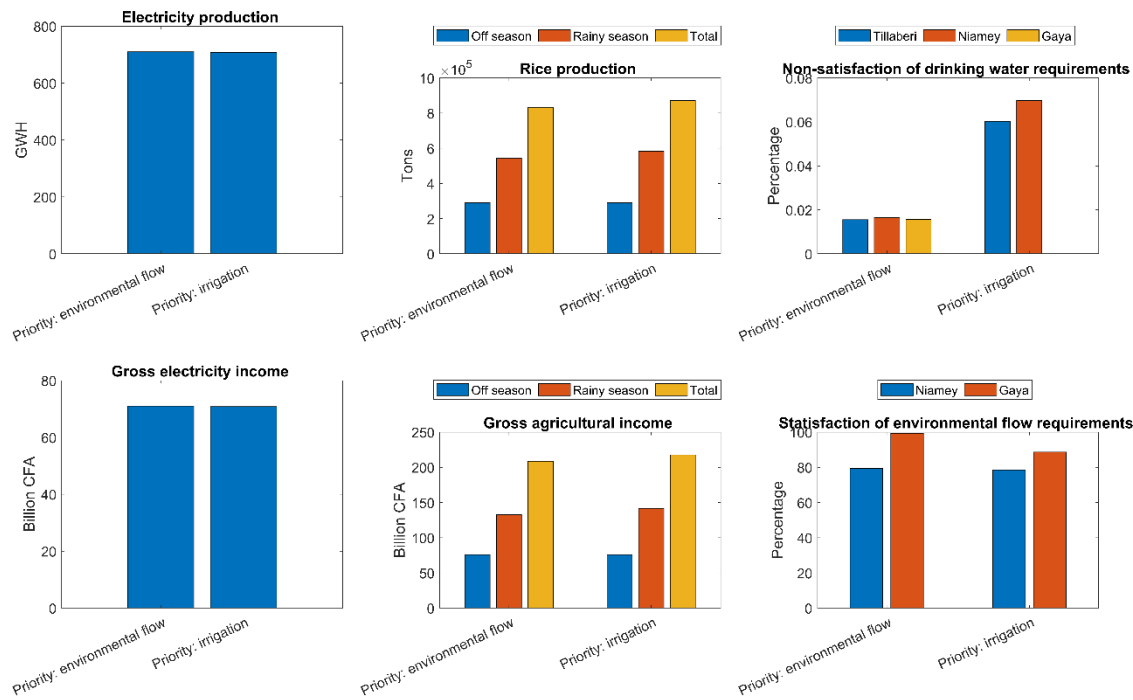 Electricity production
800
600
400
200
0
GWH
Priority: environmental flow
Priority: irrigation
Off season Rainy season Total
×10⁵
Rice production
10
8
6
4
2
0
Tons
Priority: environmental flow
Priority: irrigation
Tillaberi Niamey Gaya
Non-satisfaction of drinking water requirements
0.08
0.06
0.04
0.02
0
Percentage
Priority: environmental flow
Priority: irrigation
Gross electricity income
80
60
40
20
0
Billion CFA
Priority: environmental flow
Priority: irrigation
Off season Rainy season Total
Gross agricultural income
250
200
150
100
50
0
Billion CFA
Priority: environmental flow
Priority: irrigation
Niamey Gaya
Statisfaction of environmental flow requirements
100
80
60
40
20
0
Percentage
Priority: environmental flow
Priority: irrigation